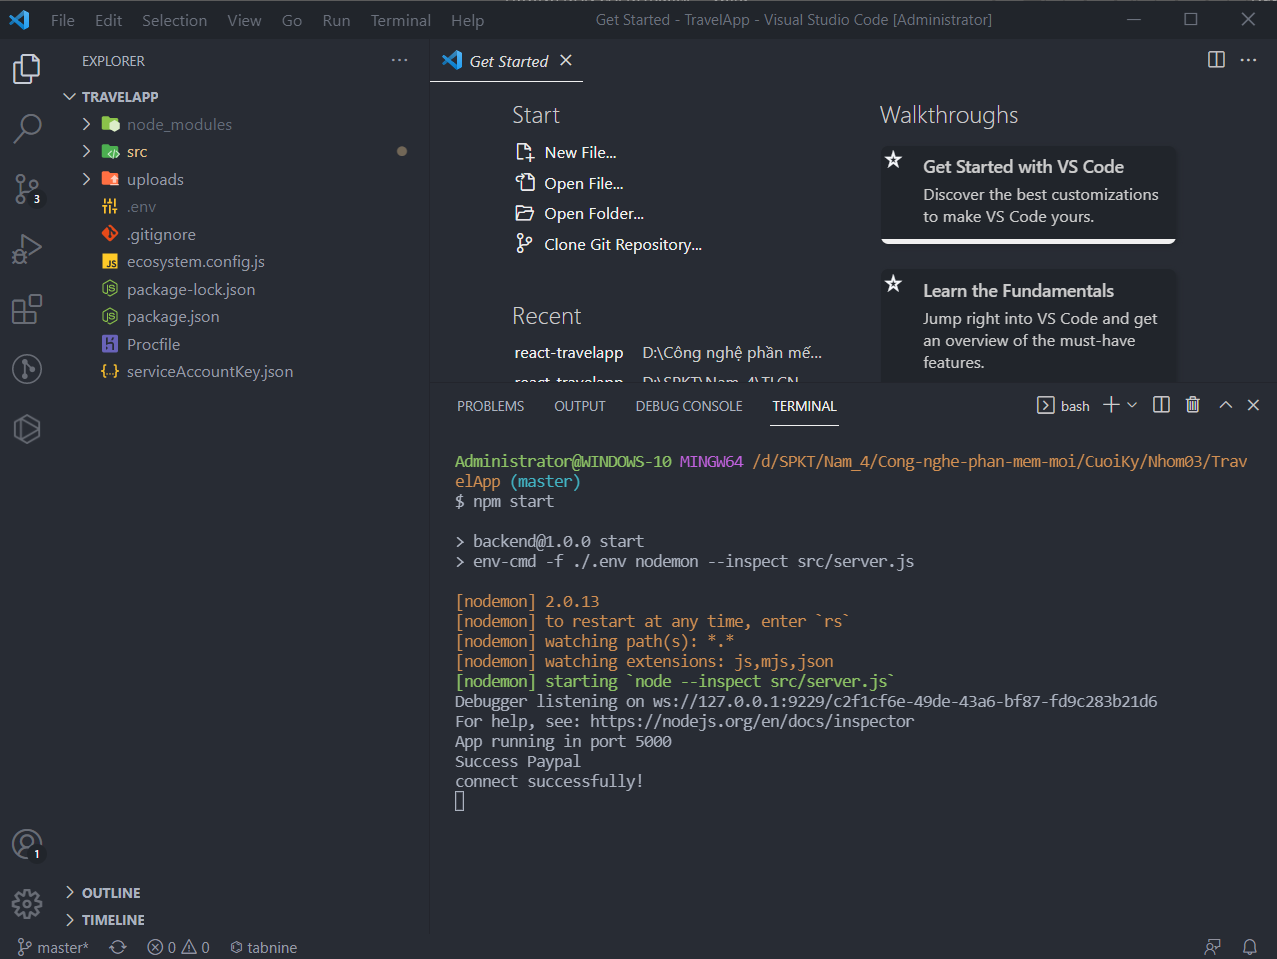 File Edit Selection View Go Run Terminal Help
Get Started - TravelApp - Visual Studio Code [Administrator]
EXPLORER
TRAVELAPP
node_modules
src
uploads
.env
.gitignore
JS ecosystem.config.js
package-lock.json
package.json
Procfile
{..} serviceAccountKey.json
3
1
OUTLINE
TIMELINE
Get Started
Start
New File...
Open File...
Open Folder...
Clone Git Repository...
Recent
react-travelapp D:\Công nghệ phần mề...
react-travelapp D:\SPKT\Nam_4\TLCN
Walkthroughs
Get Started with VS Code
Discover the best customizations
to make VS Code yours.
Learn the Fundamentals
Jump right into VS Code and get
an overview of the must-have
features.
PROBLEMS OUTPUT DEBUG CONSOLE TERMINAL
bash
Administrator@WINDOWS-10 MINGW64 /d/SPKT/Nam_4/Cong-nghe-phan-mem-moi/CuoiKy/Nhom03/Trav
elApp (master)
$ npm start
> backend@1.0.0 start
> env-cmd -f ./.env nodemon --inspect src/server.js
[nodemon] 2.0.13
[nodemon] to restart at any time, enter `rs`
[nodemon] watching path(s): *.*
[nodemon] watching extensions: js,mjs,json
[nodemon] starting `node --inspect src/server.js`
Debugger listening on ws://127.0.0.1:9229/c2f1cf6e-49de-43a6-bf87-fd9c283b21d6
For help, see: https://nodejs.org/en/docs/inspector
App running in port 5000
Success Paypal
connect successfully!
master* 0 0 tabnine